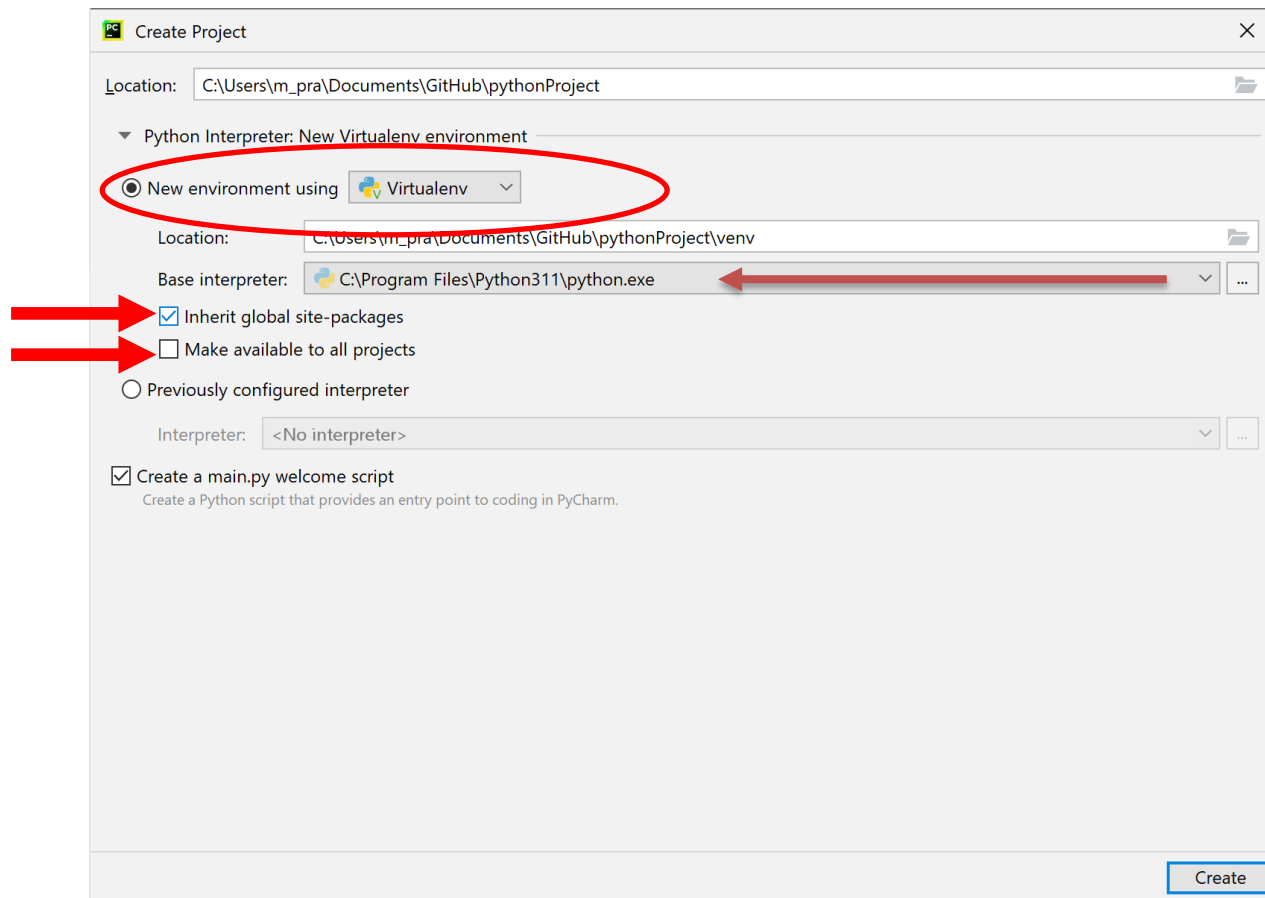 PC Create Project
Location: C:\Users\m_pra\Documents\GitHub\pythonProject
Python Interpreter: New Virtualenv environment
New environment using Virtualenv
Location: C:\Users\m_pra\Documents\GitHub\pythonProject\venv
Base interpreter: C:\Program Files\Python311\python.exe ...
Inherit global site-packages
Make available to all projects
Previously configured interpreter
Interpreter: <No interpreter> ...
Create a main.py welcome script
Create a Python script that provides an entry point to coding in PyCharm.
Create